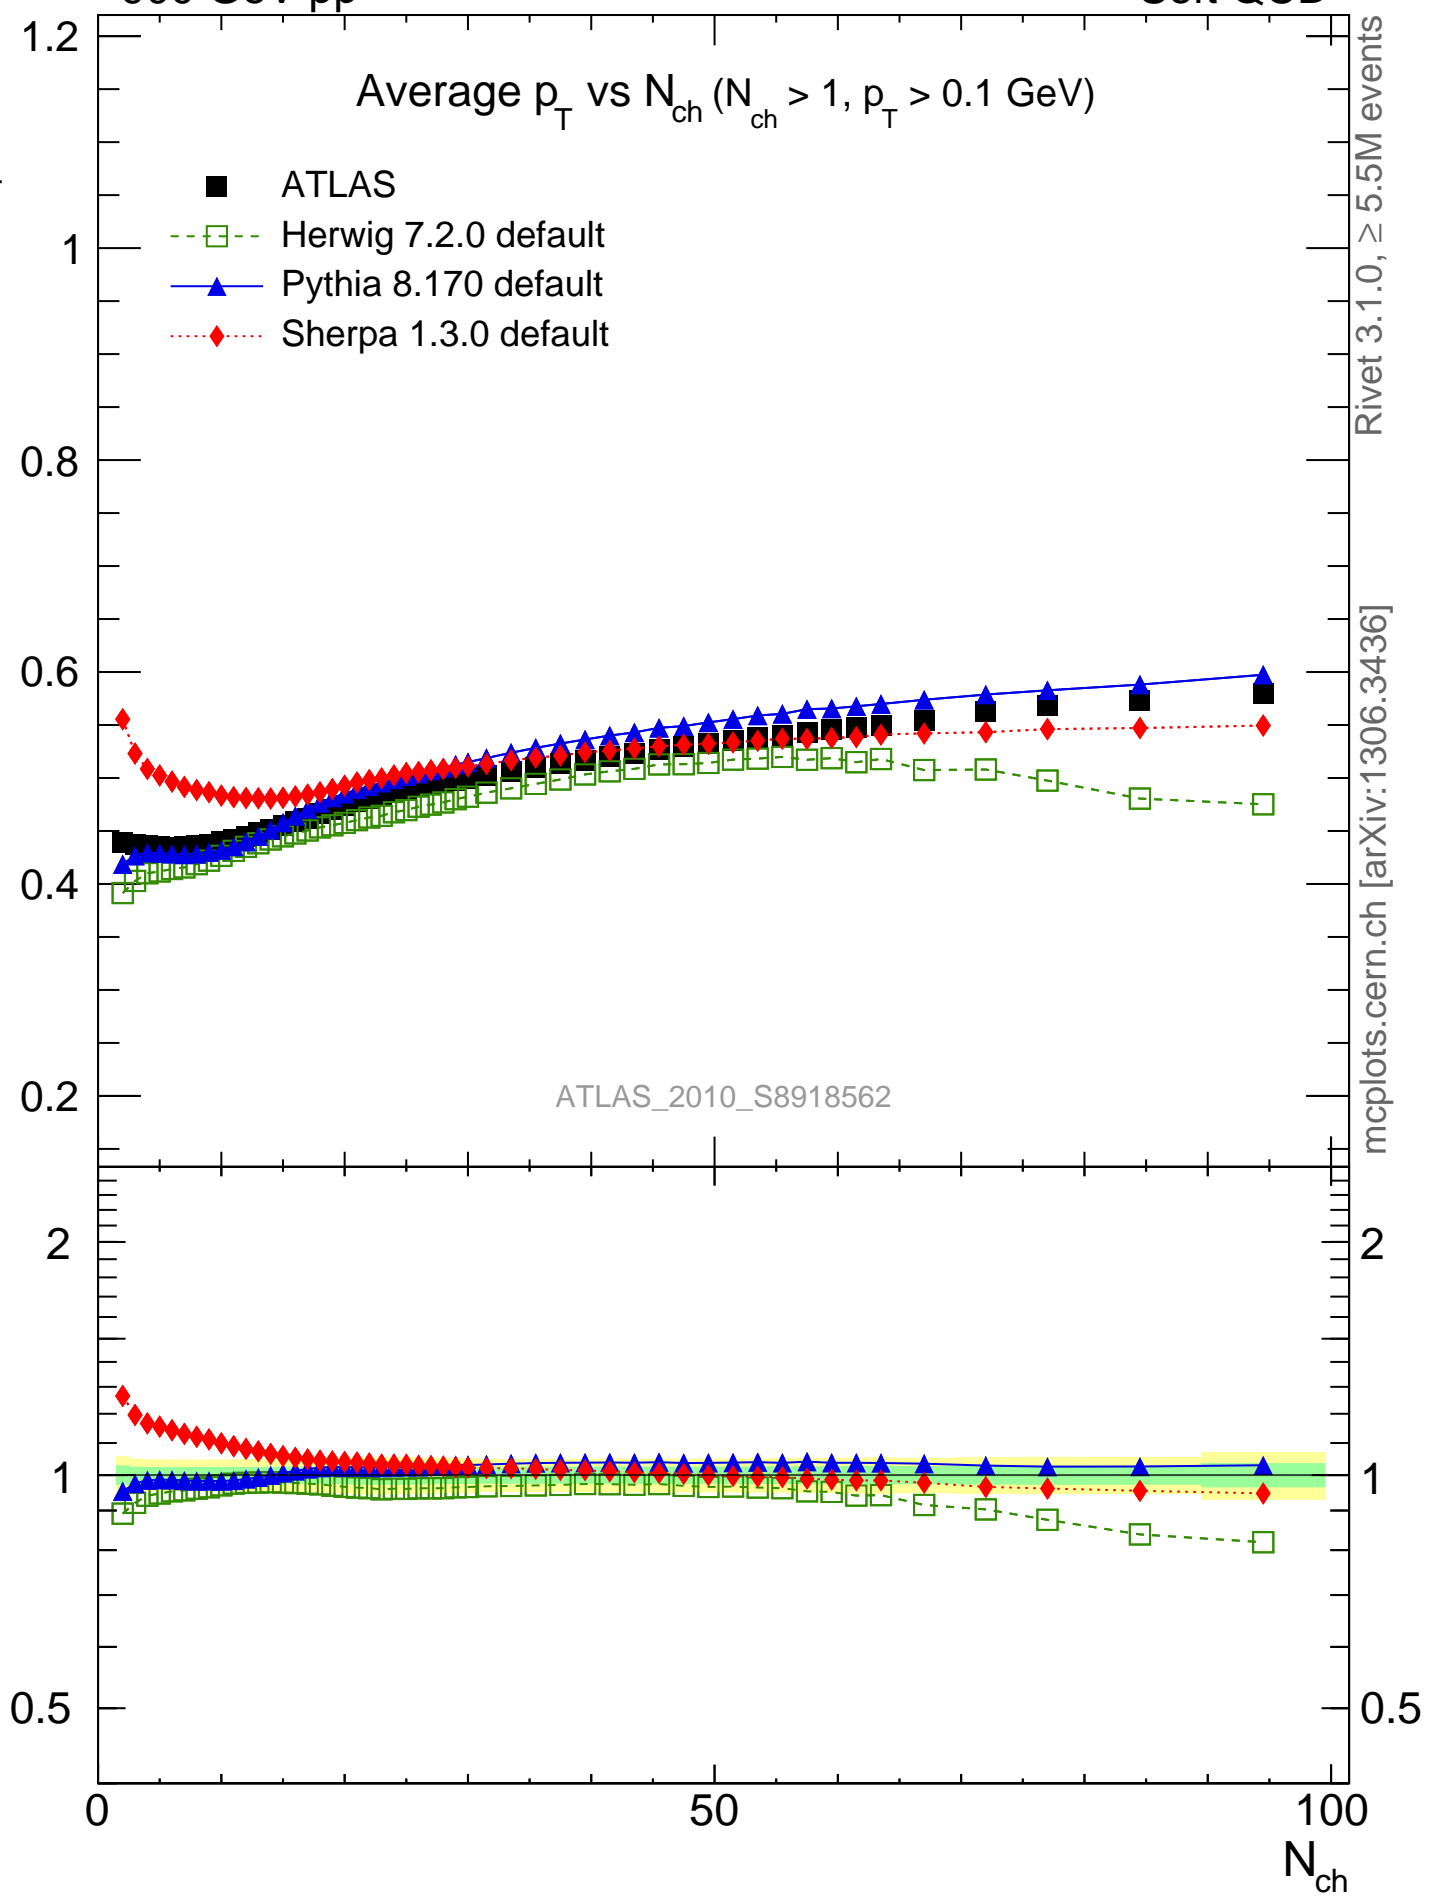 Average p_T vs N_ch (N_ch > 1, p_T > 0.1 GeV)
ATLAS
Herwig 7.2.0 default
Pythia 8.170 default
Sherpa 1.3.0 default
1.2
1
0.8
0.6
0.4
0.2
ATLAS_2010_S8918562
Rivet 3.1.0, ≥ 5.5M events
mcplots.cern.ch [arXiv:1306.3436]
2
1
0.5
2
1
0.5
0
50
100
N_ch